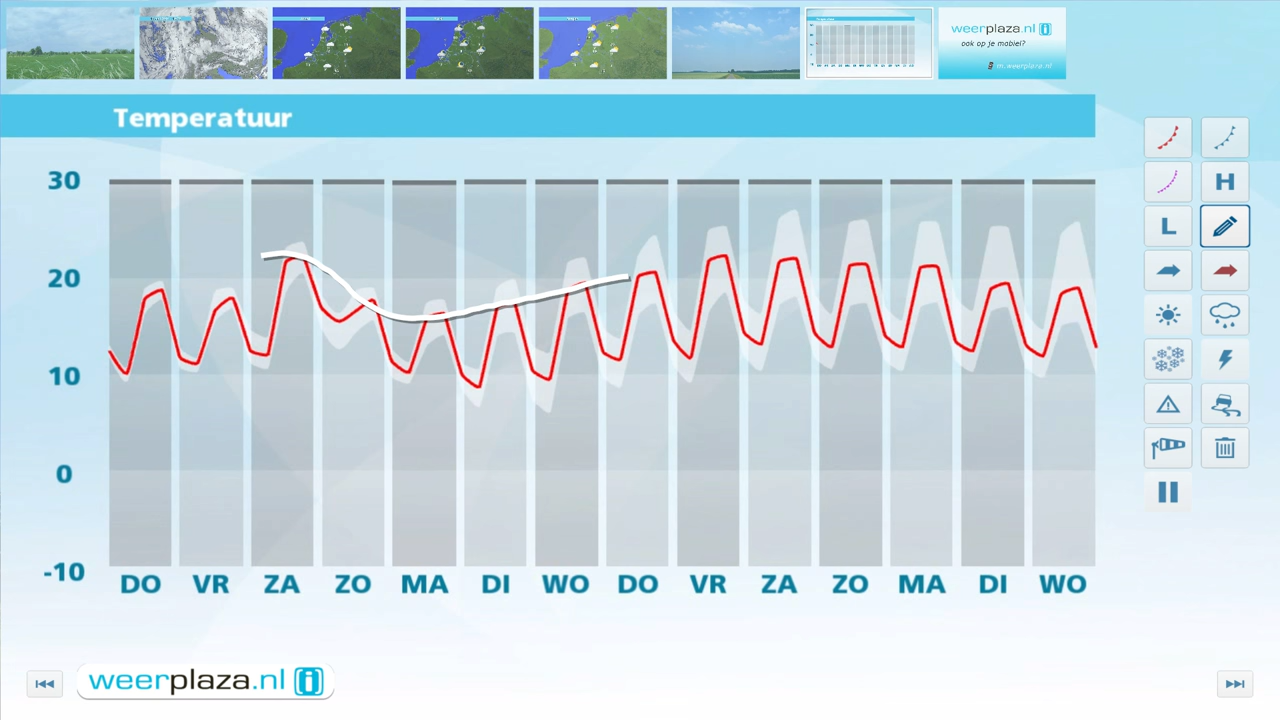 weerplaza.nl i
ook op je mobiel?
m.weerplaza.nl
Temperatuur
30
20
10
0
-10
DO VR ZA ZO MA DI WO DO VR ZA ZO MA DI WO
H
L
weerplaza.nl i